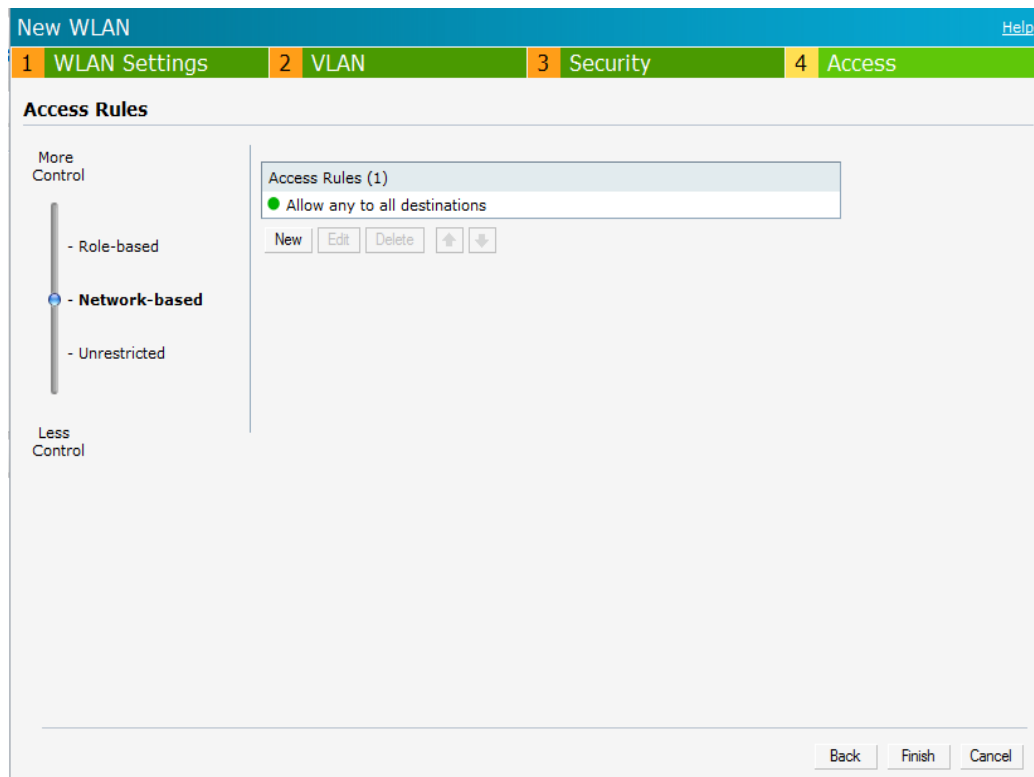 New WLAN
Help
1 WLAN Settings 2 VLAN 3 Security 4 Access
Access Rules
More
Control
- Role-based
- Network-based
- Unrestricted
Less
Control
Access Rules (1)
Allow any to all destinations
New Edit Delete
Back Finish Cancel